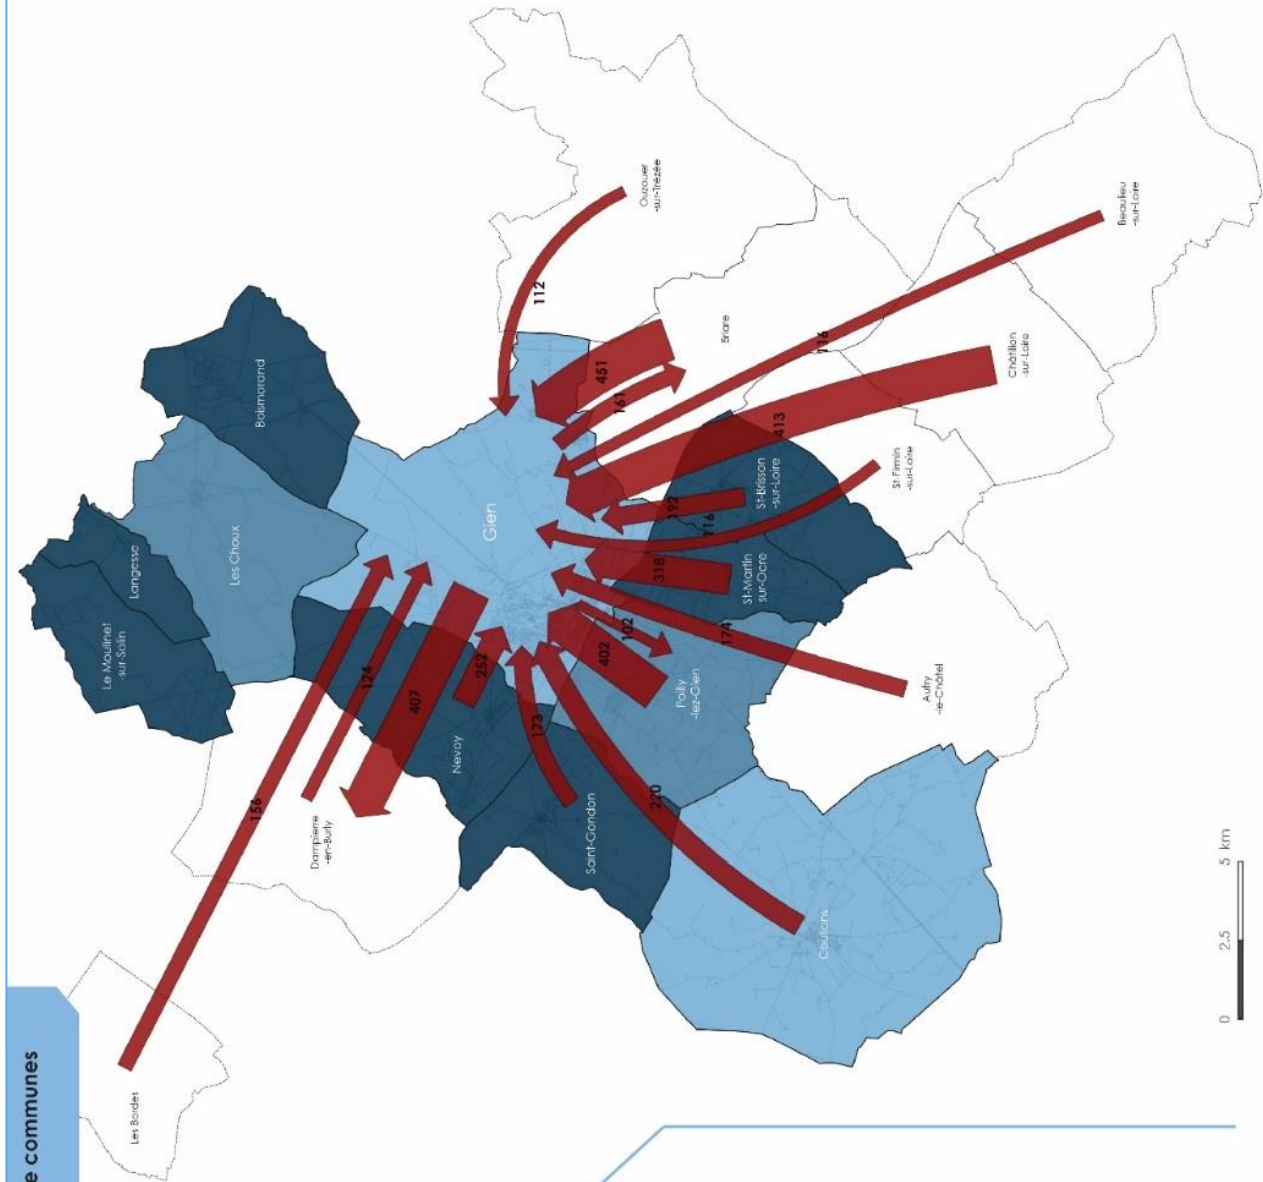 e communes
Ouzouer
-sur-Trézée
112
Boismorand
Beaulieu
-sur-Loire
Briare
451
161
116
Châtillon
-sur-Loire
413
Langesse
Les Choux
Le Moulinet
-sur-Solin
Gien
St-Brisson
-sur-Loire
192
116
St-Firmin
-sur-Loire
318
St-Martin
sur-Ocre
102
174
402
Poilly
-lez-Gien
Autry
-le-Châtel
124
407
252
Nevoy
173
156
Dampierre
-en-Burly
Saint-Gondon
220
Coullons
Les Bordes
0
2.5
5 km